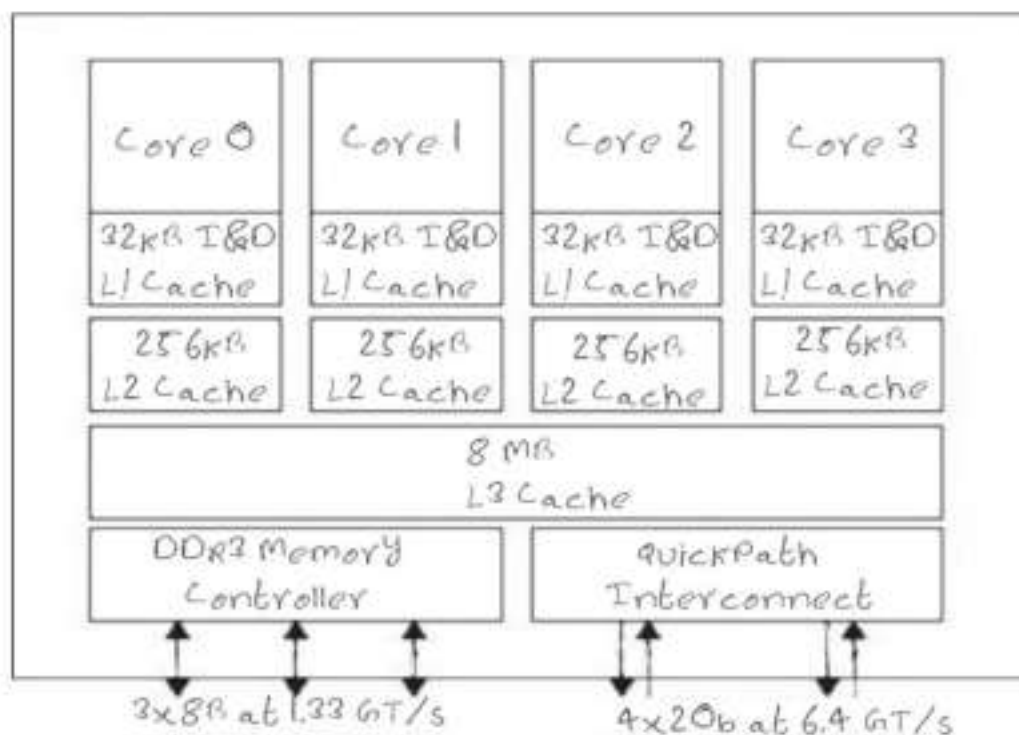 Core 0
Core 1
Core 2
Core 3
32KB I&D
L1 Cache
32KB I&D
L1 Cache
32KB I&D
L1 Cache
32KB I&D
L1 Cache
256KB
L2 Cache
256KB
L2 Cache
256KB
L2 Cache
256KB
L2 Cache
8 MB
L3 Cache
DDR3 Memory
Controller
QuickPath
Interconnect
3x8B at 1.33 GT/s
4x20b at 6.4 GT/s